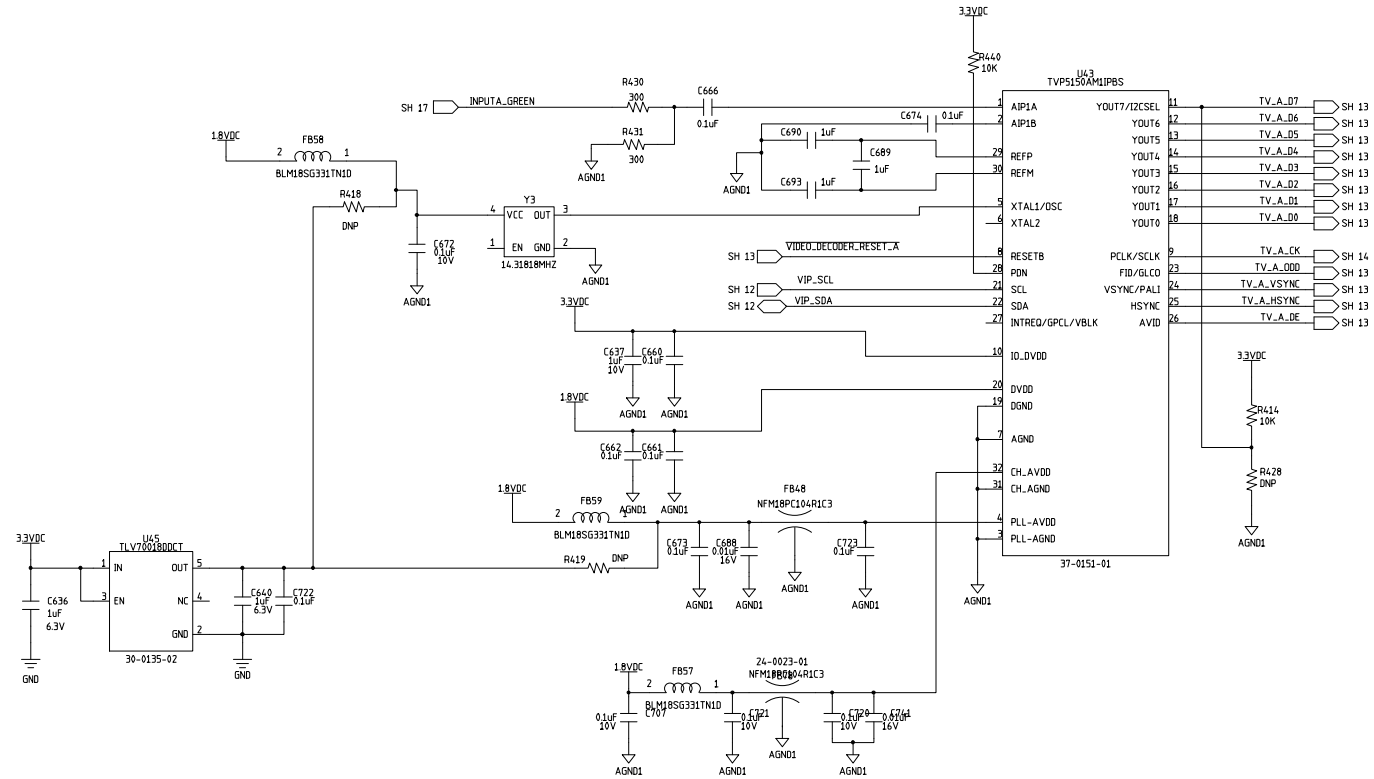 3.3VDC
R440
10K
U43
TVP5150AM1IPBS
SH 17
INPUTA_GREEN
R430
300
C666
0.1uF
R431
300
AGND1
C674
0.1uF
C690
1uF
C689
1uF
C693
1uF
AGND1
1.8VDC
FB58
2
1
BLM18SG331TN1D
R418
DNP
C672
0.1uF
10V
AGND1
Y3
4
VCC
OUT
3
1
EN
GND
2
14.31818MHZ
AGND1
SH 13
VIDEO_DECODER_RESET_A
SH 12
VIP_SCL
SH 12
VIP_SDA
1
AIP1A
2
AIP1B
29
REFP
30
REFM
5
XTAL1/OSC
6
XTAL2
8
RESETB
28
PDN
21
SCL
22
SDA
27
INTREQ/GPCL/VBLK
10
IO_DVDD
20
DVDD
19
DGND
7
AGND
32
CH_AVDD
31
CH_AGND
4
PLL-AVDD
3
PLL-AGND
37-0151-01
AGND1
YOUT7/I2CSEL
11
TV_A_D7
SH 13
YOUT6
12
TV_A_D6
SH 13
YOUT5
13
TV_A_D5
SH 13
YOUT4
14
TV_A_D4
SH 13
YOUT3
15
TV_A_D3
SH 13
YOUT2
16
TV_A_D2
SH 13
YOUT1
17
TV_A_D1
SH 13
YOUT0
18
TV_A_D0
SH 13
PCLK/SCLK
9
TV_A_CK
SH 14
FID/GLCO
23
TV_A_ODD
SH 13
VSYNC/PALI
24
TV_A_VSYNC
SH 13
HSYNC
25
TV_A_HSYNC
SH 13
AVID
26
TV_A_DE
SH 13
3.3VDC
R414
10K
R428
DNP
AGND1
3.3VDC
C637
1uF
10V
C660
0.1uF
AGND1
AGND1
1.8VDC
C662
0.1uF
C661
0.1uF
AGND1
AGND1
1.8VDC
FB59
2
1
BLM18SG331TN1D
R419
DNP
C673
0.1uF
C688
0.01uF
16V
FB48
NFM18PC104R1C3
C723
0.1uF
AGND1
AGND1
AGND1
AGND1
3.3VDC
U45
TLV70018DDCT
1
IN
OUT
5
3
EN
NC
4
GND
2
30-0135-02
C636
1uF
6.3V
GND
C640
1uF
6.3V
C722
0.1uF
GND
1.8VDC
FB57
2
1
BLM18SG331TN1D
24-0023-01
NFM18PC104R1C3
0.1uF
10V
C707
0.1uF
10V
C721
0.1uF
10V
C720
0.01uF
16V
C741
AGND1
AGND1
AGND1
AGND1